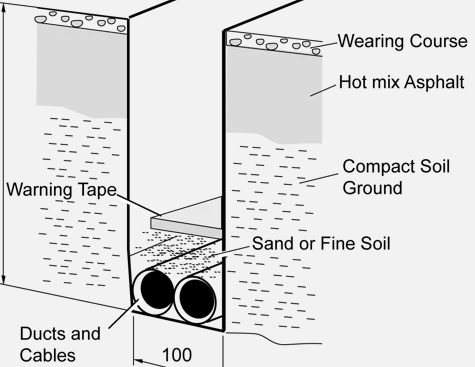 Wearing Course
Hot mix Asphalt
Compact Soil
Ground
Warning Tape
Sand or Fine Soil
Ducts and
Cables
100